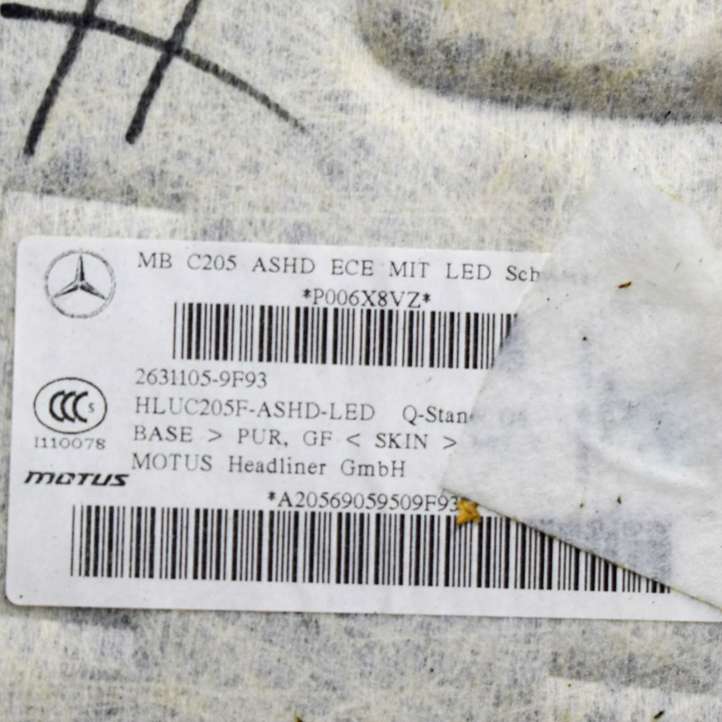 MB C205 ASHD ECE MIT LED
*P006X8VZ*
2631105-9F93
HLUC205F-ASHD-LED
BASE > PUR, GF < SKIN >
MOTUS Headliner GmbH
*A20569059509F93
CCC S
I110078
MOTUS